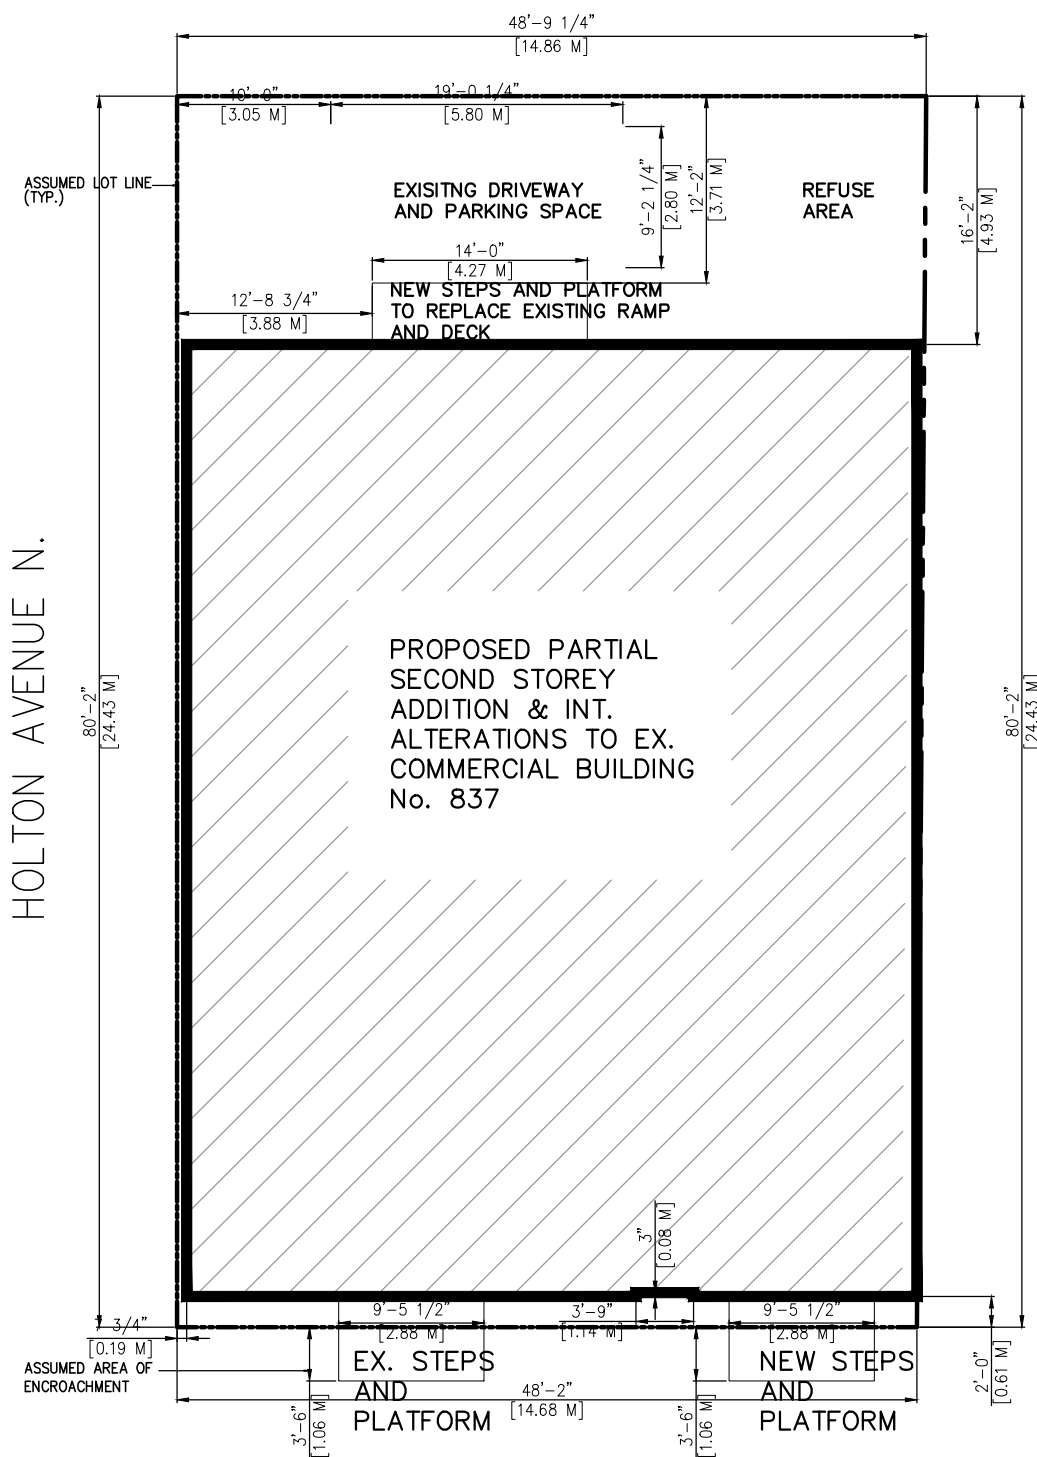 48'-9 1/4"
[14.86 M]
10'-0"
[3.05 M]
19'-0 1/4"
[5.80 M]
ASSUMED LOT LINE
(TYP.)
EXISITNG DRIVEWAY
AND PARKING SPACE
9'-2 1/4"
[2.80 M]
12'-2"
[3.71 M]
REFUSE
AREA
16'-2"
[4.93 M]
14'-0"
[4.27 M]
NEW STEPS AND PLATFORM
TO REPLACE EXISTING RAMP
AND DECK
12'-8 3/4"
[3.88 M]
HOLTON AVENUE N.
80'-2"
[24.43 M]
PROPOSED PARTIAL
SECOND STOREY
ADDITION & INT.
ALTERATIONS TO EX.
COMMERCIAL BUILDING
No. 837
80'-2"
[24.43 M]
3"
[0.08 M]
9'-5 1/2"
[2.88 M]
3'-9"
[1.14 M]
9'-5 1/2"
[2.88 M]
3/4"
[0.19 M]
ASSUMED AREA OF
ENCROACHMENT
EX. STEPS
AND
PLATFORM
NEW STEPS
AND
PLATFORM
2'-0"
[0.61 M]
48'-2"
[14.68 M]
3'-6"
[1.06 M]
3'-6"
[1.06 M]